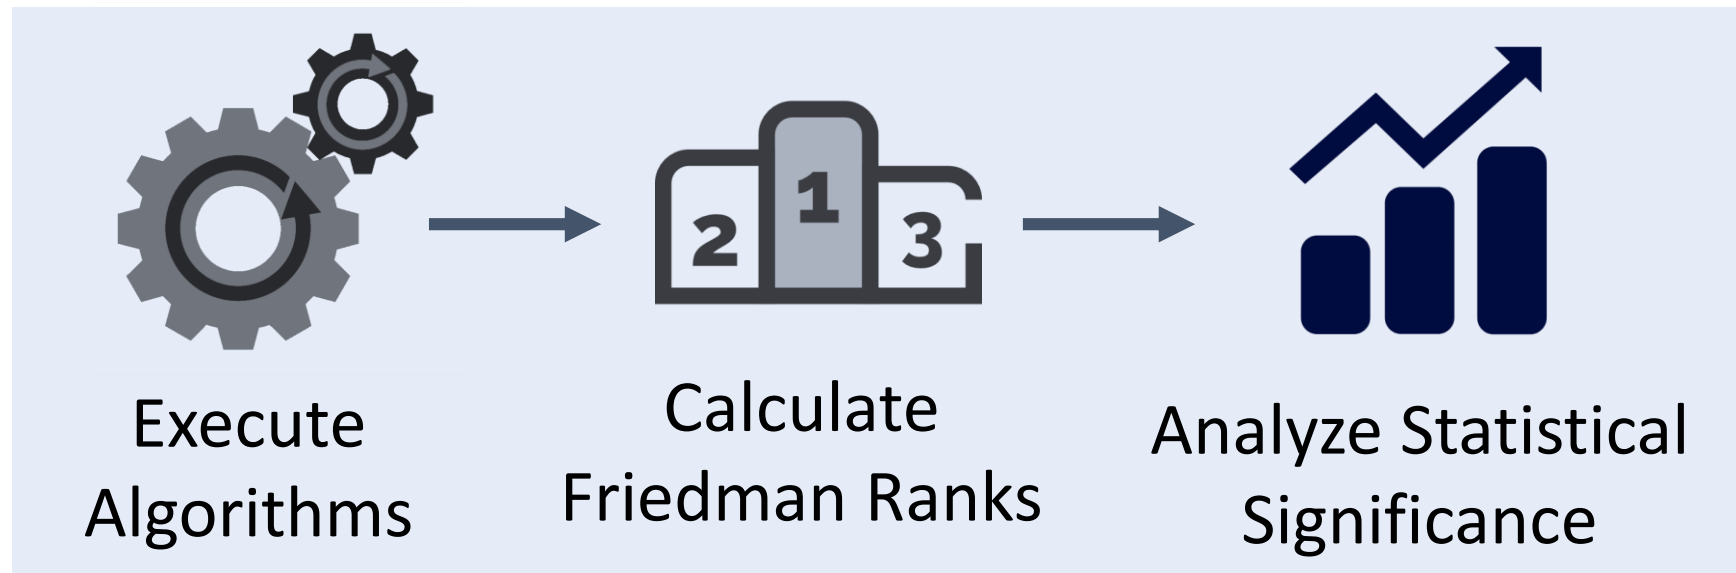 2
1
3
Execute
Algorithms
Calculate
Friedman Ranks
Analyze Statistical
Significance